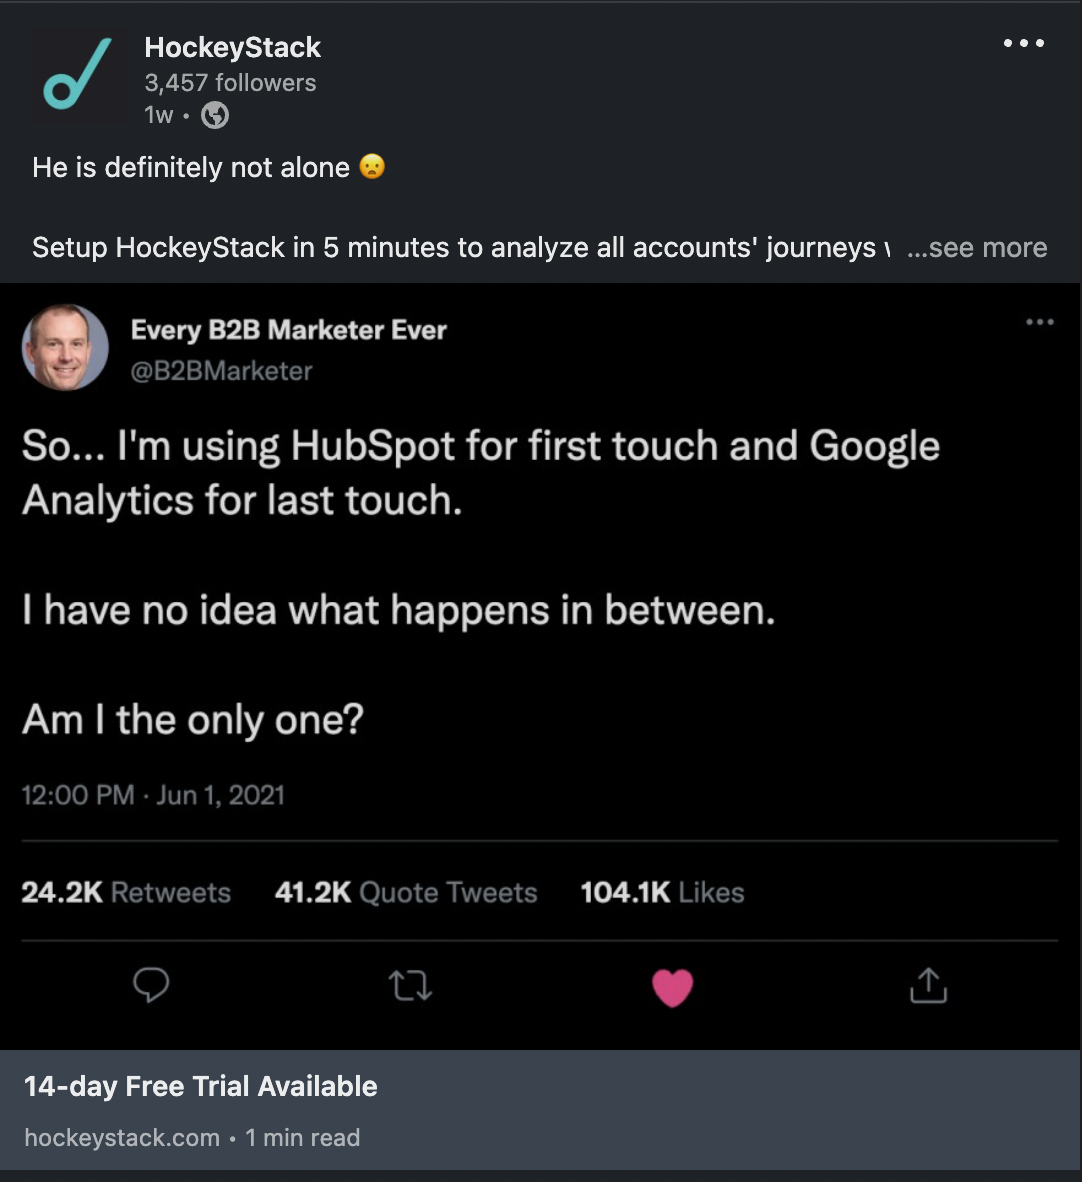 HockeyStack
3,457 followers
1w •
He is definitely not alone 😦
Setup HockeyStack in 5 minutes to analyze all accounts' journeys ...see more
Every B2B Marketer Ever
@B2BMarketer
So... I'm using HubSpot for first touch and Google
Analytics for last touch.
I have no idea what happens in between.
Am I the only one?
12:00 PM · Jun 1, 2021
24.2K Retweets 41.2K Quote Tweets 104.1K Likes
14-day Free Trial Available
hockeystack.com • 1 min read